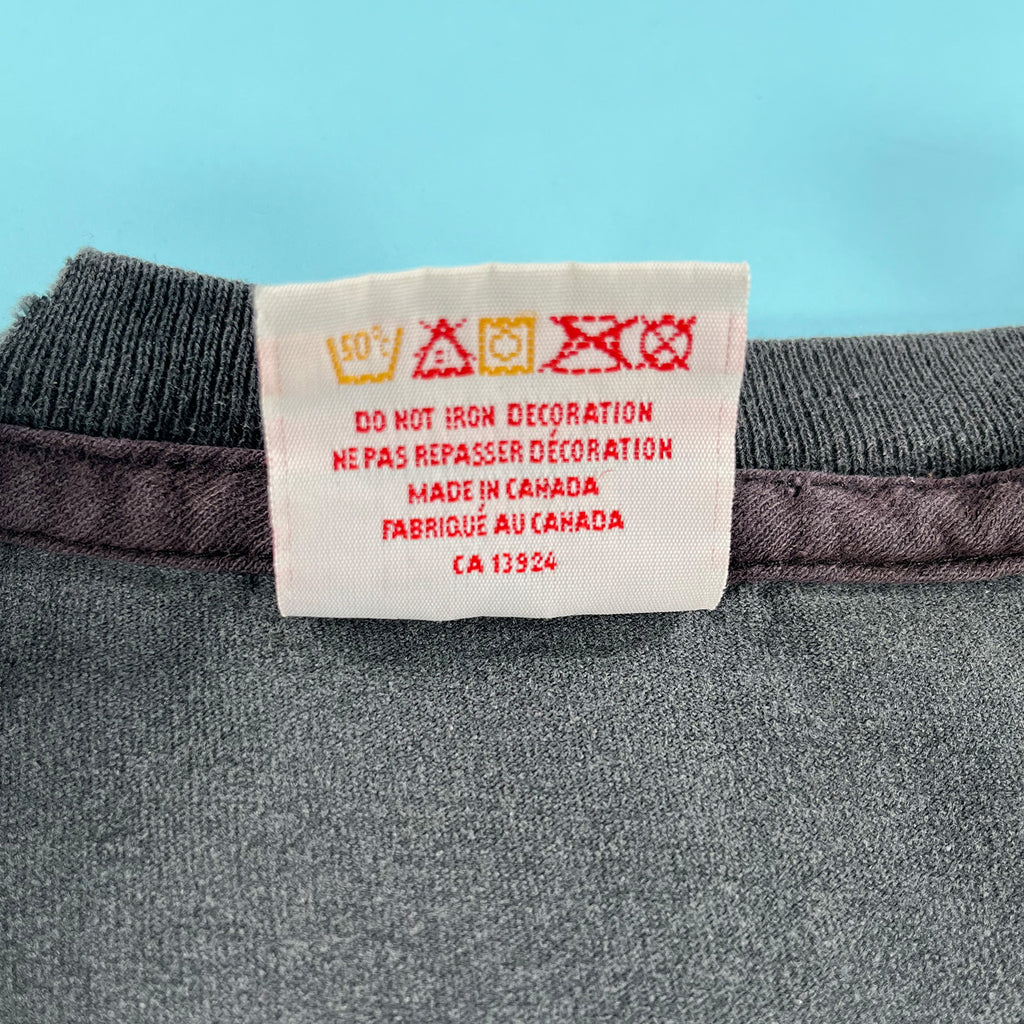 50°C
DO NOT IRON DECORATION
NE PAS REPASSER DÉCORATION
MADE IN CANADA
FABRIQUÉ AU CANADA
CA 13924